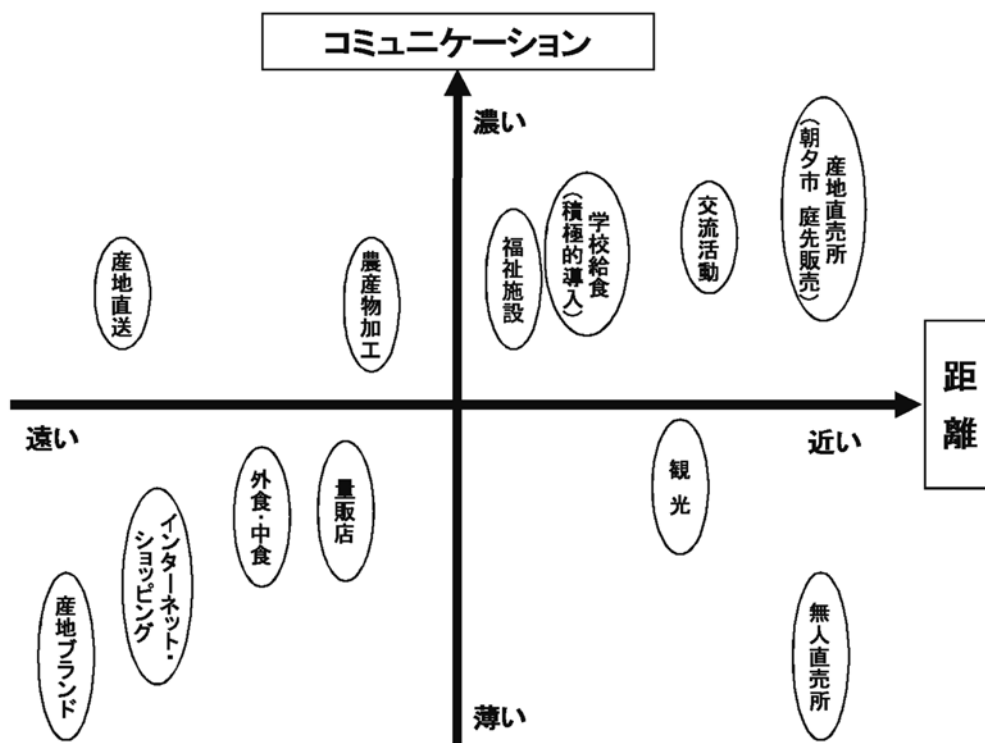 コミュニケーション
濃い
産地直売所
(朝夕市 庭先販売)
交流活動
学校給食
(積極的導入)
福祉施設
農産物加工
産地直送
距離
遠い
近い
観光
量販店
外食・中食
インターネット・
ショッピング
産地ブランド
無人直売所
薄い